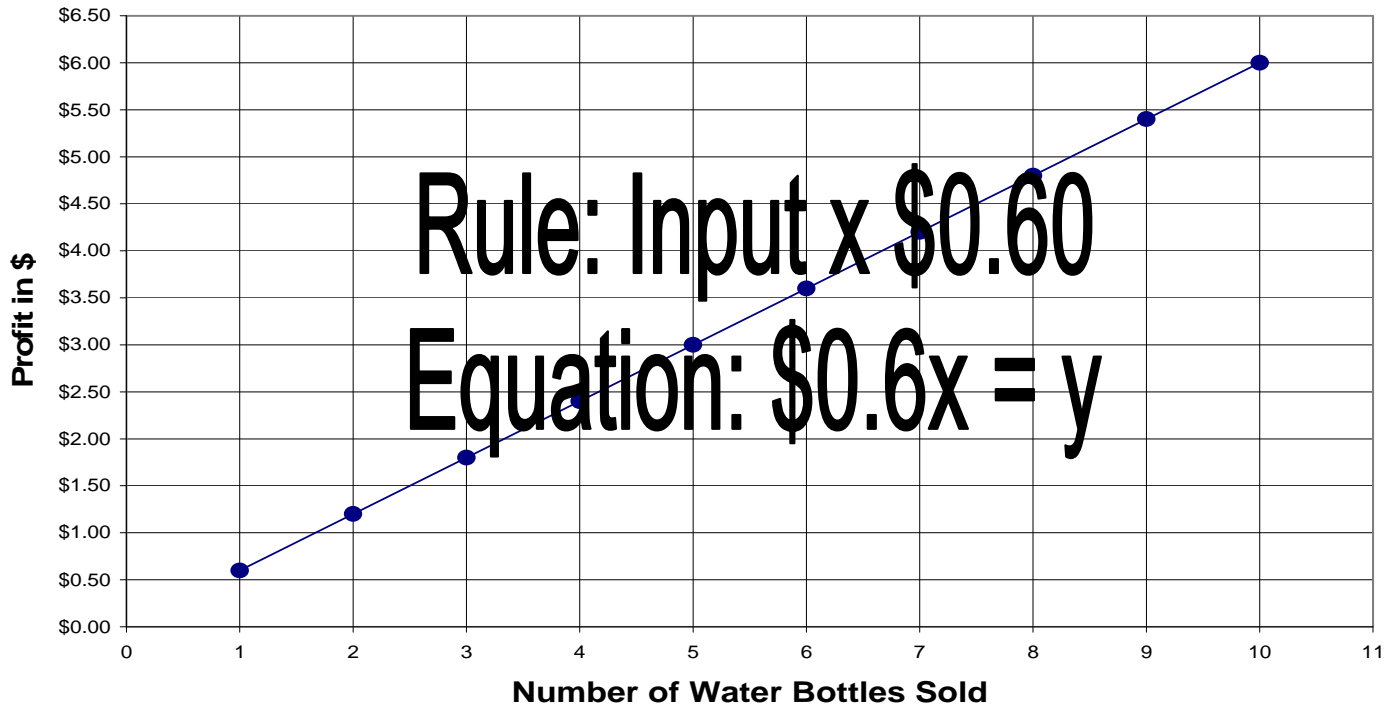 $6.50
$6.00
$5.50
$5.00
$4.50
$4.00
$3.50
$3.00
$2.50
$2.00
$1.50
$1.00
$0.50
$0.00
Profit in $
Rule: Input x $0.60
Equation: $0.6x = y
0 1 2 3 4 5 6 7 8 9 10 11
Number of Water Bottles Sold